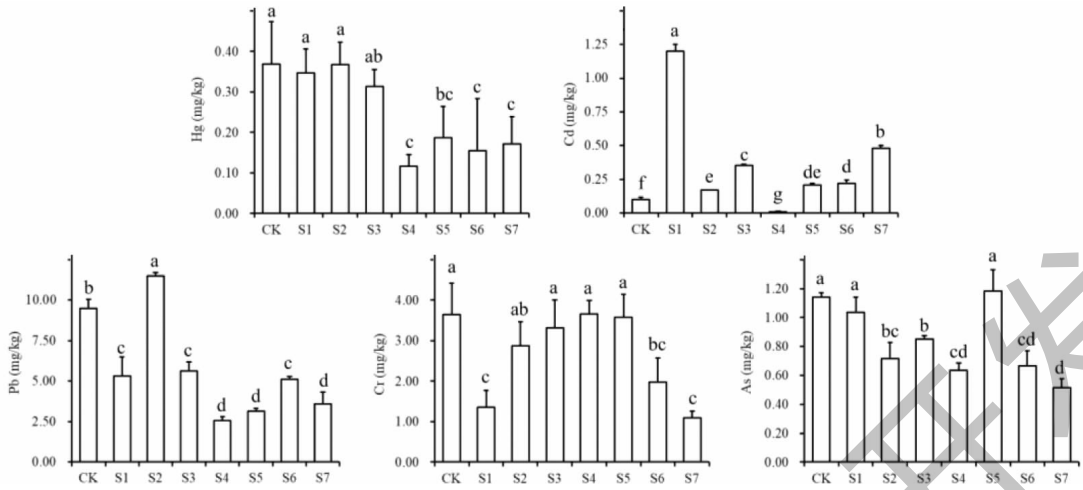 a
a
a
ab
c
bc
c
c
0.40
0.30
0.20
0.10
0.00
Hg (mg/kg)
CK S1 S2 S3 S4 S5 S6 S7
f
a
e
c
g
de
d
b
1.25
1.00
0.75
0.50
0.25
0.00
Cd (mg/kg)
CK S1 S2 S3 S4 S5 S6 S7
b
c
a
c
d
d
c
d
10.00
5.00
2.50
0.00
Pb (mg/kg)
CK S1 S2 S3 S4 S5 S6 S7
a
c
ab
a
a
a
bc
c
4.00
3.00
2.00
1.00
0.00
Cr (mg/kg)
CK S1 S2 S3 S4 S5 S6 S7
a
a
bc
b
cd
a
cd
d
1.20
1.00
0.80
0.60
0.40
0.20
0.00
As (mg/kg)
CK S1 S2 S3 S4 S5 S6 S7